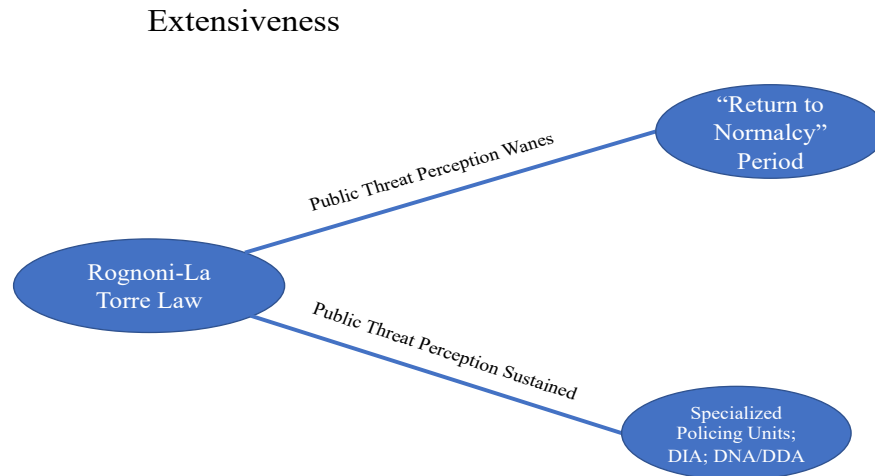 Extensiveness
“Return to
Normalcy”
Period
Public Threat Perception Wanes
Rognoni-La
Torre Law
Public Threat Perception Sustained
Specialized
Policing Units;
DIA; DNA/DDA